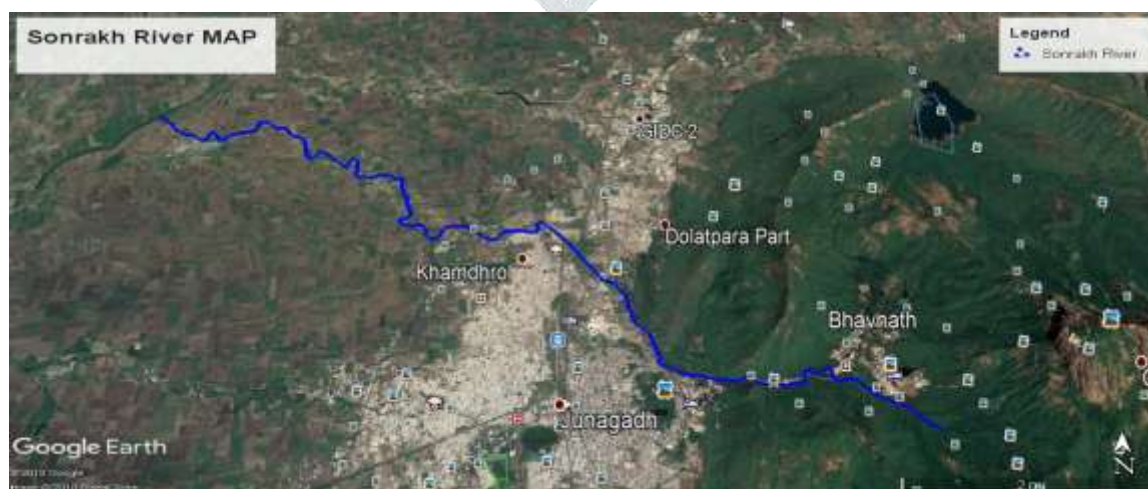 Sonrakh River MAP
Legend
Sonrakh River
GIDC 2
Dolatpara Part
Khamdhro
Bhavnath
Junagadh
Google Earth
N